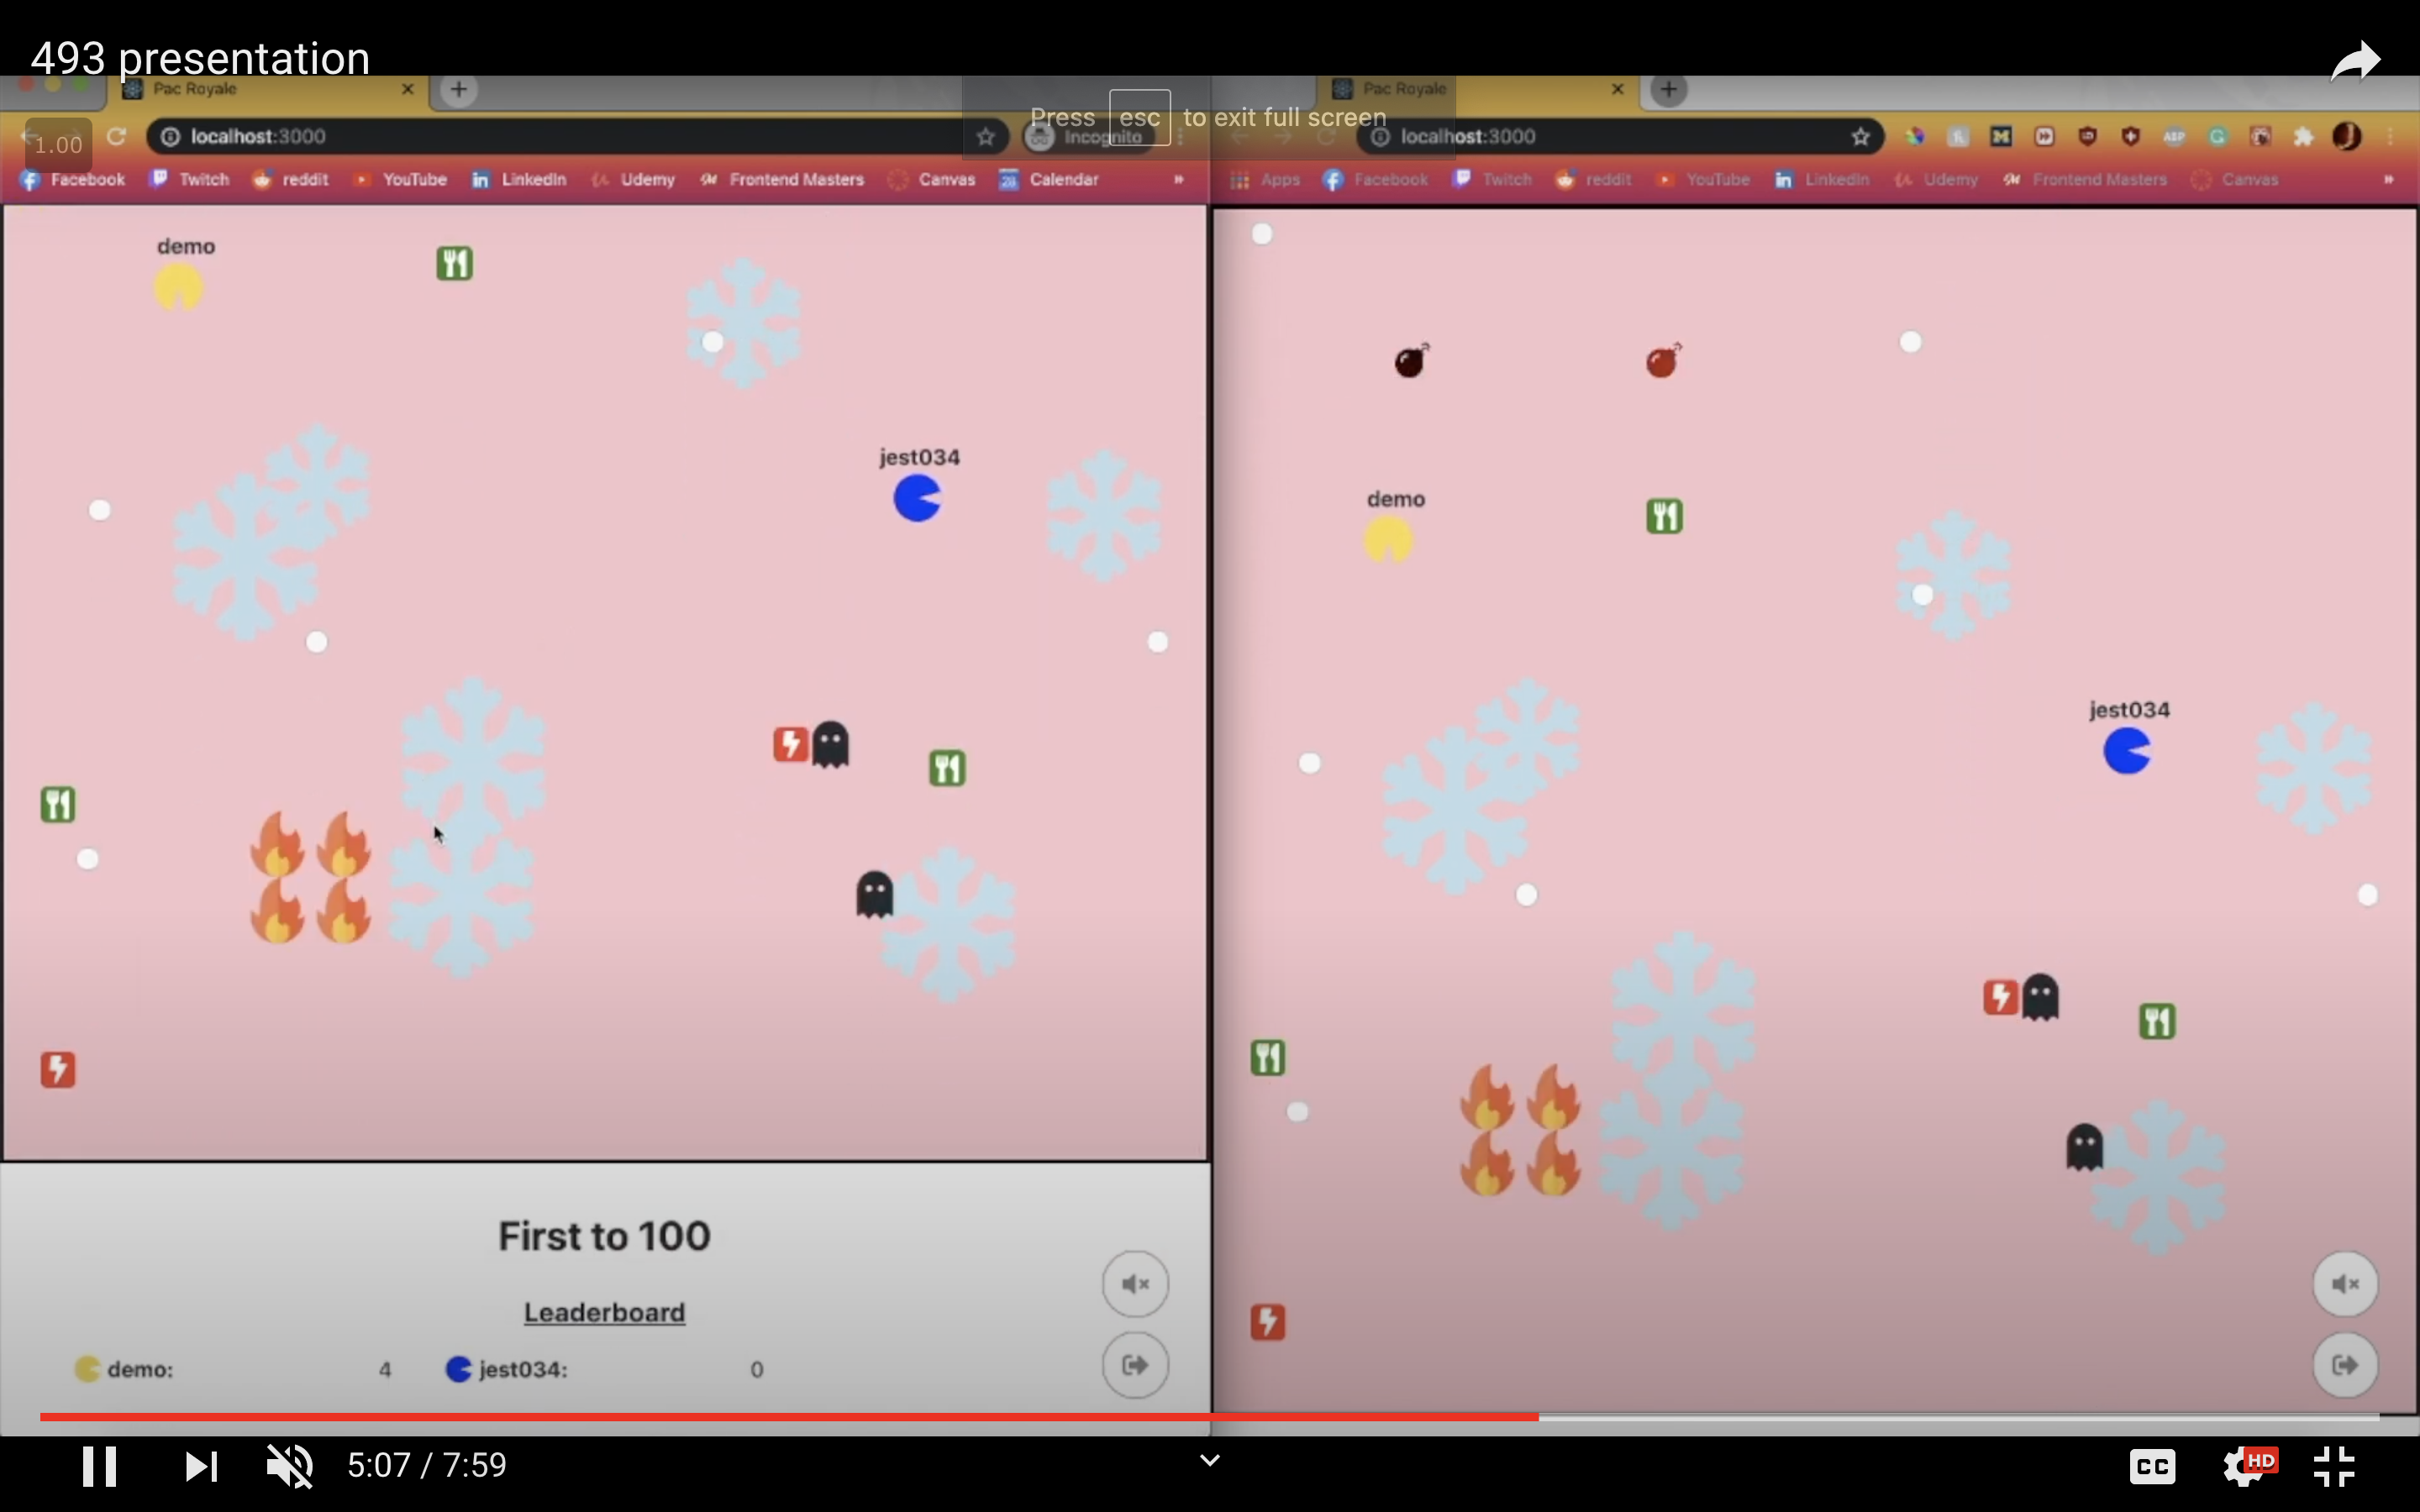 493 presentation
Pac Royale
Pac Royale
Press esc to exit full screen
1.00
localhost:3000
Incognito
localhost:3000
ABP
Facebook Twitch reddit YouTube LinkedIn Udemy Frontend Masters Canvas Calendar »
Apps Facebook Twitch reddit YouTube LinkedIn Udemy Frontend Masters Canvas »
demo
jest034
demo
jest034
First to 100
Leaderboard
demo: 4 jest034: 0
5:07 / 7:59
CC
HD